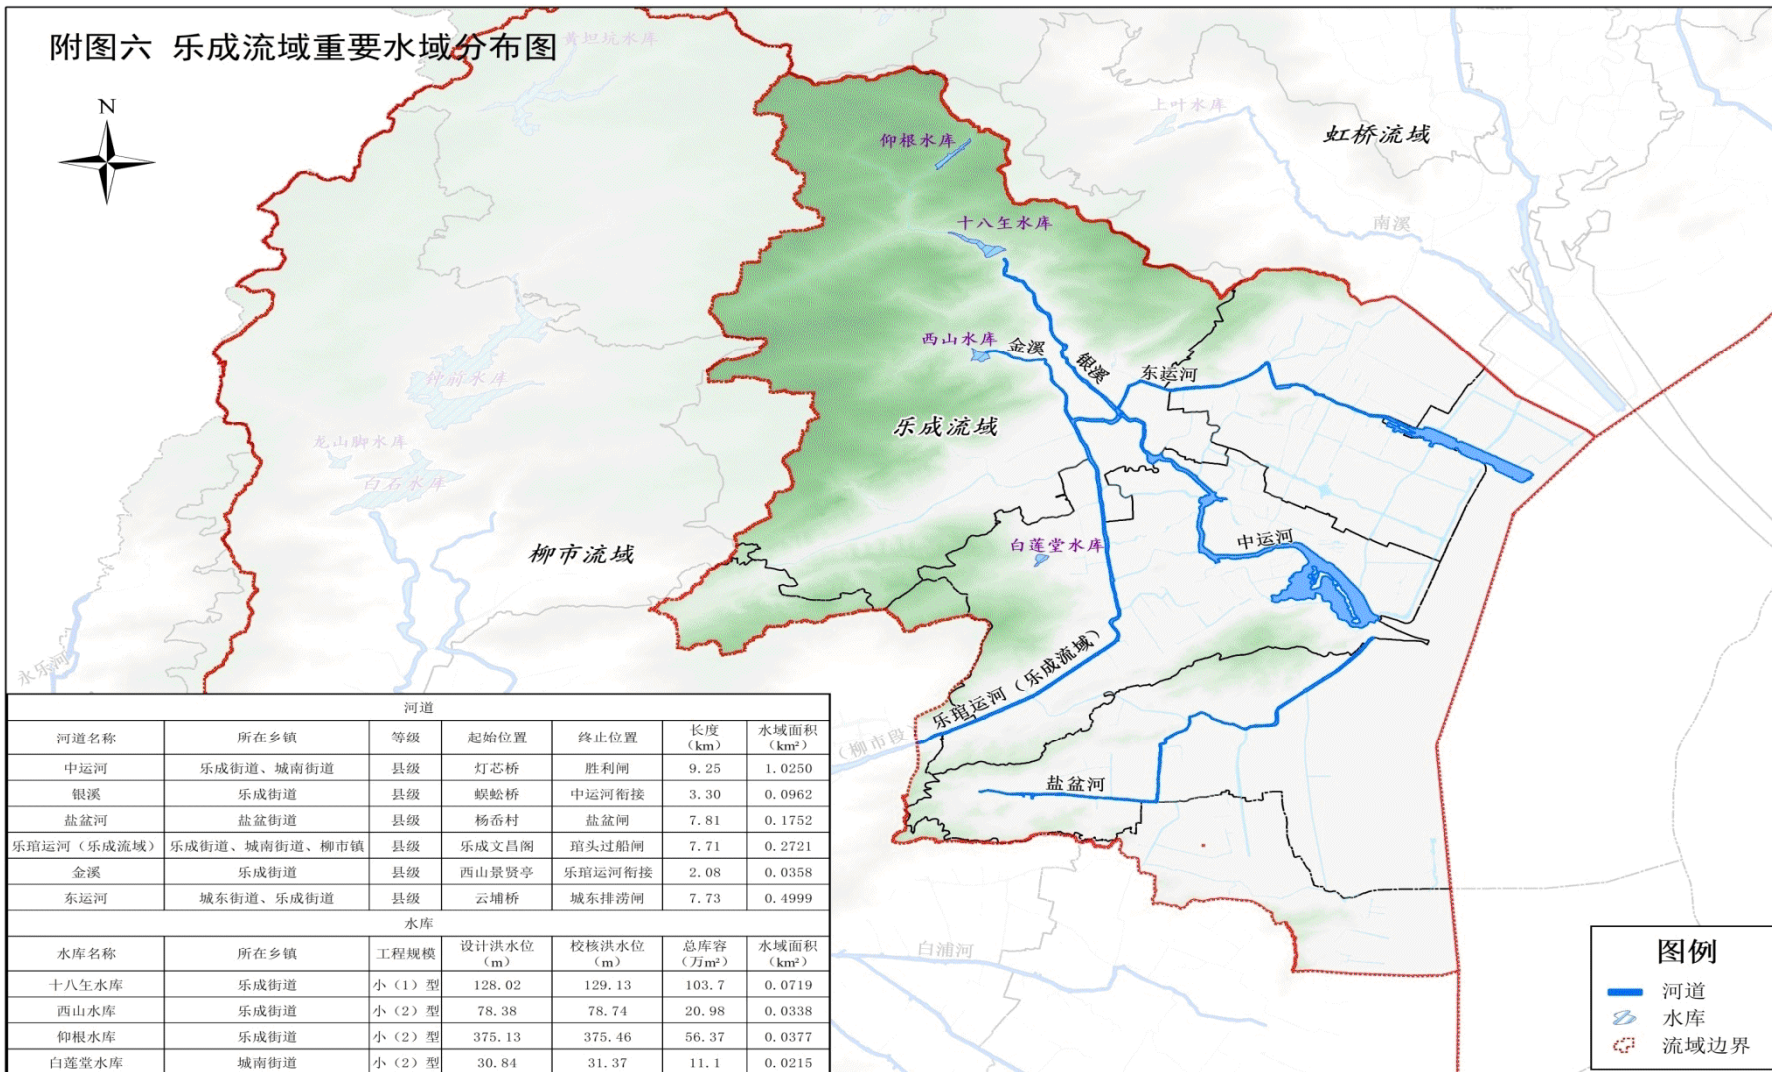 附图六 乐成流域重要水域分布图
N
黄坦坑水库
上叶水库
虹桥流域
仰根水库
南溪
十八玍水库
西山水库
金溪
银溪
东运河
钟前水库
乐成流域
龙山脚水库
白石水库
柳市流域
白莲堂水库
中运河
永乐河
乐琯运河（乐成流域）
（柳市段）
盐盆河
白浦河
河道
河道名称 所在乡镇 等级 起始位置 终止位置 长度（km） 水域面积（km²）
中运河 乐成街道、城南街道 县级 灯芯桥 胜利闸 9.25 1.0250
银溪 乐成街道 县级 蜈蚣桥 中运河衔接 3.30 0.0962
盐盆河 盐盆街道 县级 杨岙村 盐盆闸 7.81 0.1752
乐琯运河（乐成流域） 乐成街道、城南街道、柳市镇 县级 乐成文昌阁 琯头过船闸 7.71 0.2721
金溪 乐成街道 县级 西山景贤亭 乐琯运河衔接 2.08 0.0358
东运河 城东街道、乐成街道 县级 云埔桥 城东排涝闸 7.73 0.4999
水库
水库名称 所在乡镇 工程规模 设计洪水位（m） 校核洪水位（m） 总库容（万m²） 水域面积（km²）
十八玍水库 乐成街道 小（1）型 128.02 129.13 103.7 0.0719
西山水库 乐成街道 小（2）型 78.38 78.74 20.98 0.0338
仰根水库 乐成街道 小（2）型 375.13 375.46 56.37 0.0377
白莲堂水库 城南街道 小（2）型 30.84 31.37 11.1 0.0215
图例
河道
水库
流域边界